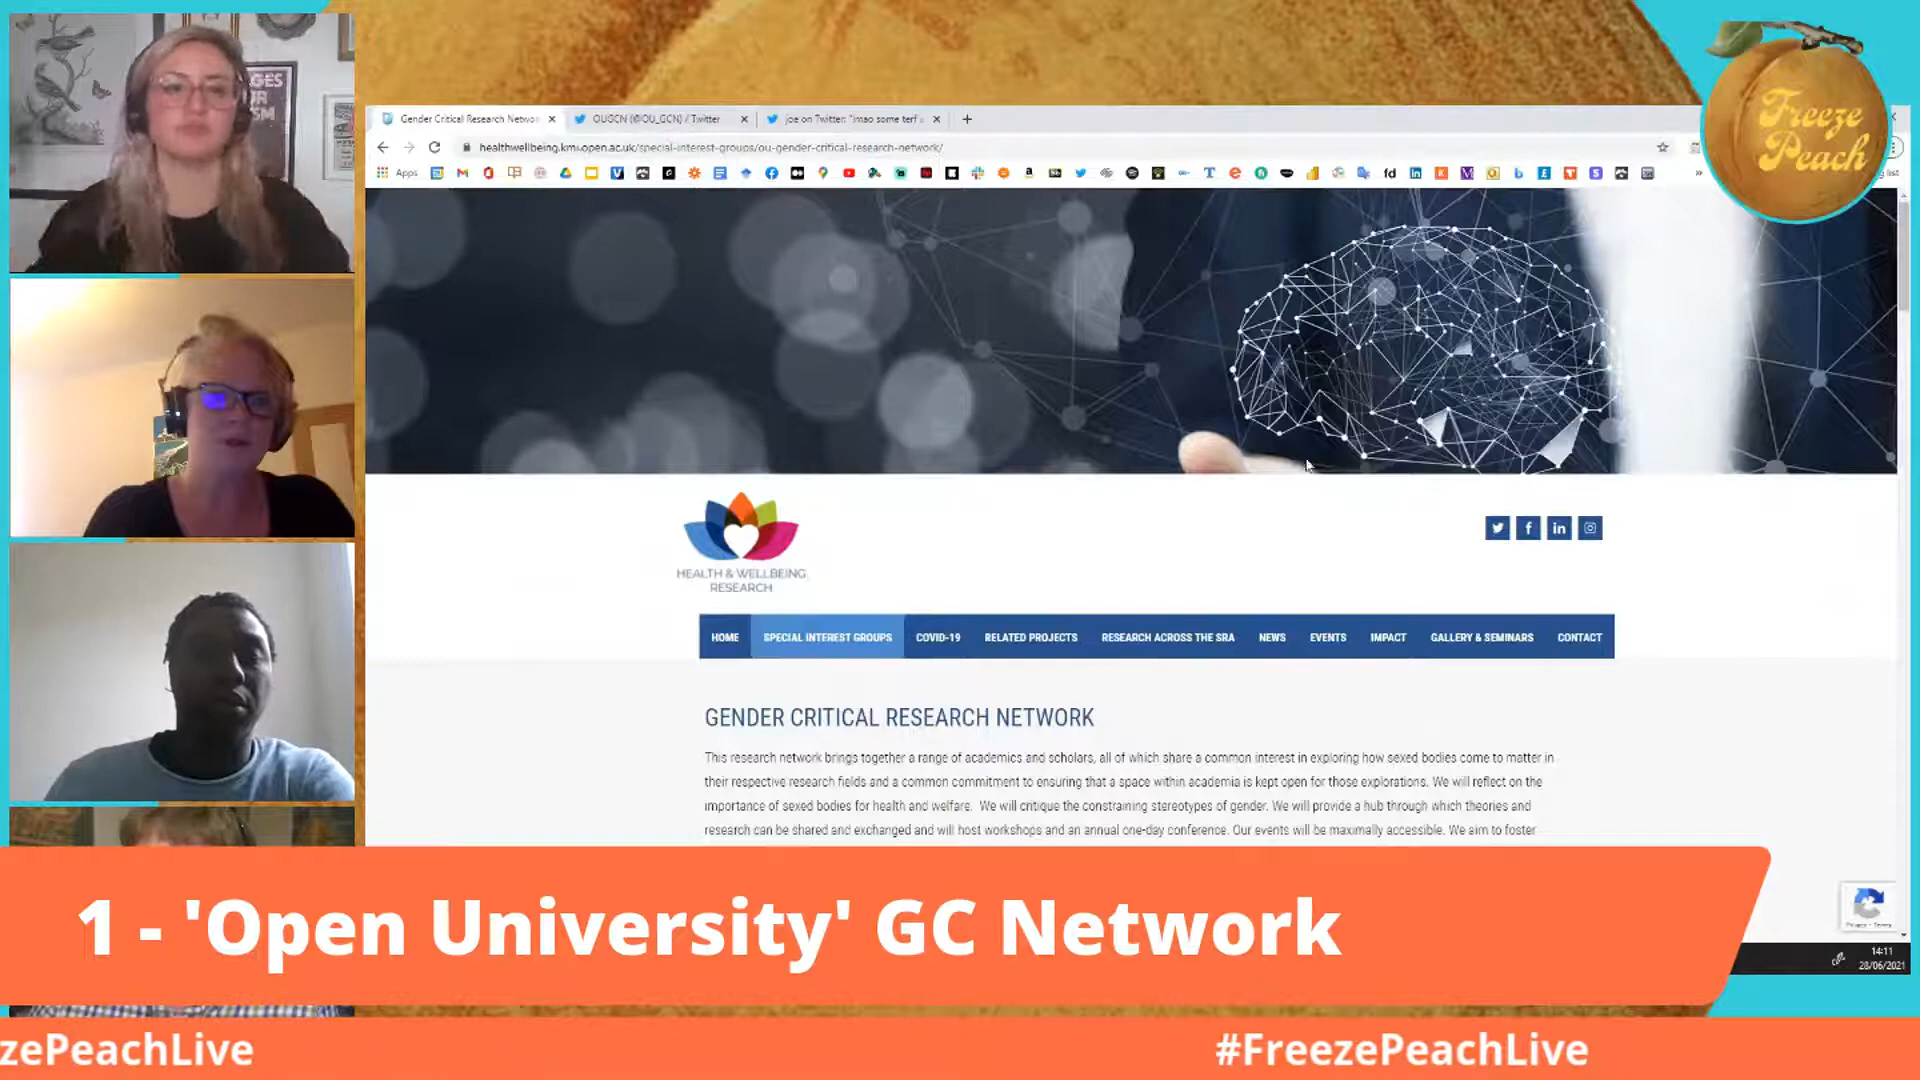 GES
UR
SM
Gender Critical Research Networ
OUGCN (@OU_GCN) / Twitter
joe on Twitter: "imao some terf
healthwellbeing.kmi.open.ac.uk/special-interest-groups/ou-gender-critical-research-network/
Apps
Freeze
Peach
HEALTH & WELLBEING
RESEARCH
HOME
SPECIAL INTEREST GROUPS
COVID-19
RELATED PROJECTS
RESEARCH ACROSS THE SRA
NEWS
EVENTS
IMPACT
GALLERY & SEMINARS
CONTACT
GENDER CRITICAL RESEARCH NETWORK
This research network brings together a range of academics and scholars, all of which share a common interest in exploring how sexed bodies come to matter in
their respective research fields and a common commitment to ensuring that a space within academia is kept open for those explorations. We will reflect on the
importance of sexed bodies for health and welfare. We will critique the constraining stereotypes of gender. We will provide a hub through which theories and
research can be shared and exchanged and will host workshops and an annual one-day conference. Our events will be maximally accessible. We aim to foster
1 - 'Open University' GC Network
Privacy - Terms
14:11
28/06/2021
zePeachLive
#FreezePeachLive